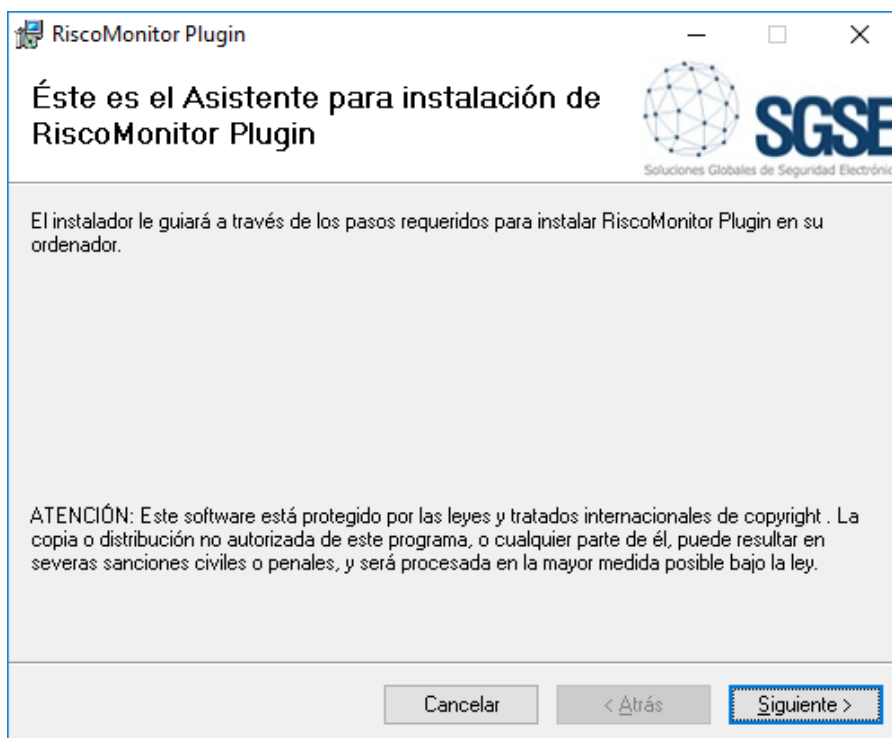 RiscoMonitor Plugin
Éste es el Asistente para instalación de
RiscoMonitor Plugin
SGSE
Soluciones Globales de Seguridad Electrónic
El instalador le guiará a través de los pasos requeridos para instalar RiscoMonitor Plugin en su
ordenador.
ATENCIÓN: Este software está protegido por las leyes y tratados internacionales de copyright . La
copia o distribución no autorizada de este programa, o cualquier parte de él, puede resultar en
severas sanciones civiles o penales, y será procesada en la mayor medida posible bajo la ley.
Cancelar
< Atrás
Siguiente >